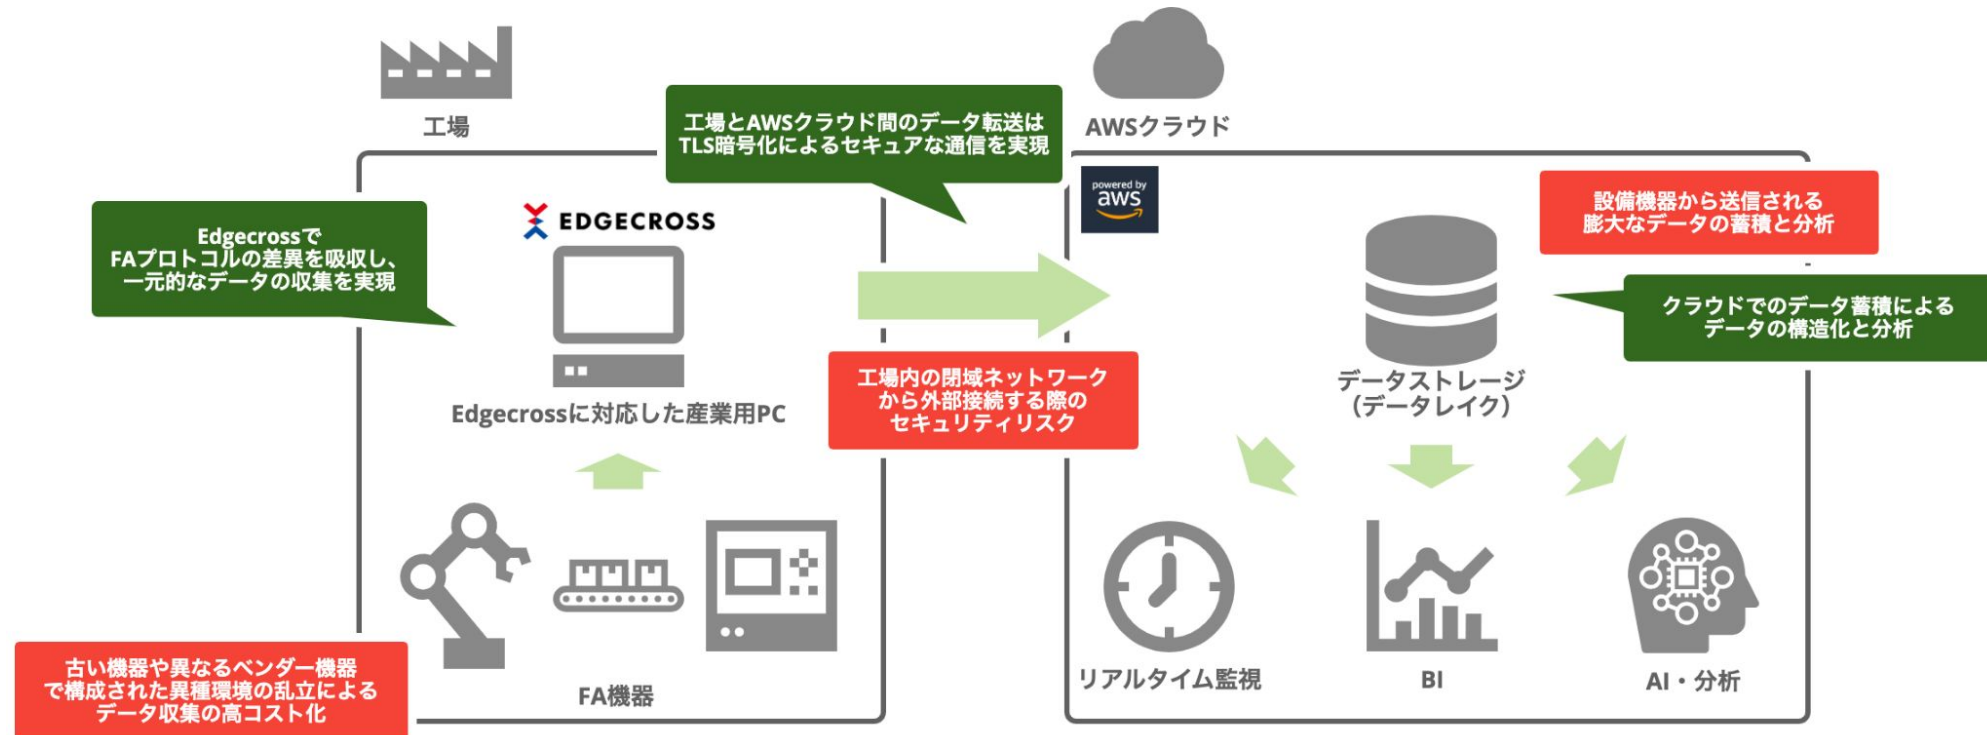 工場
AWSクラウド
工場とAWSクラウド間のデータ転送は
TLS暗号化によるセキュアな通信を実現
powered by
aws
設備機器から送信される
膨大なデータの蓄積と分析
EDGECROSS
Edgecrossで
FAプロトコルの差異を吸収し、
一元的なデータの収集を実現
クラウドでのデータ蓄積による
データの構造化と分析
工場内の閉域ネットワーク
から外部接続する際の
セキュリティリスク
データストレージ
（データレイク）
Edgecrossに対応した産業用PC
古い機器や異なるベンダー機器
で構成された異種環境の乱立による
データ収集の高コスト化
FA機器
リアルタイム監視
BI
AI・分析